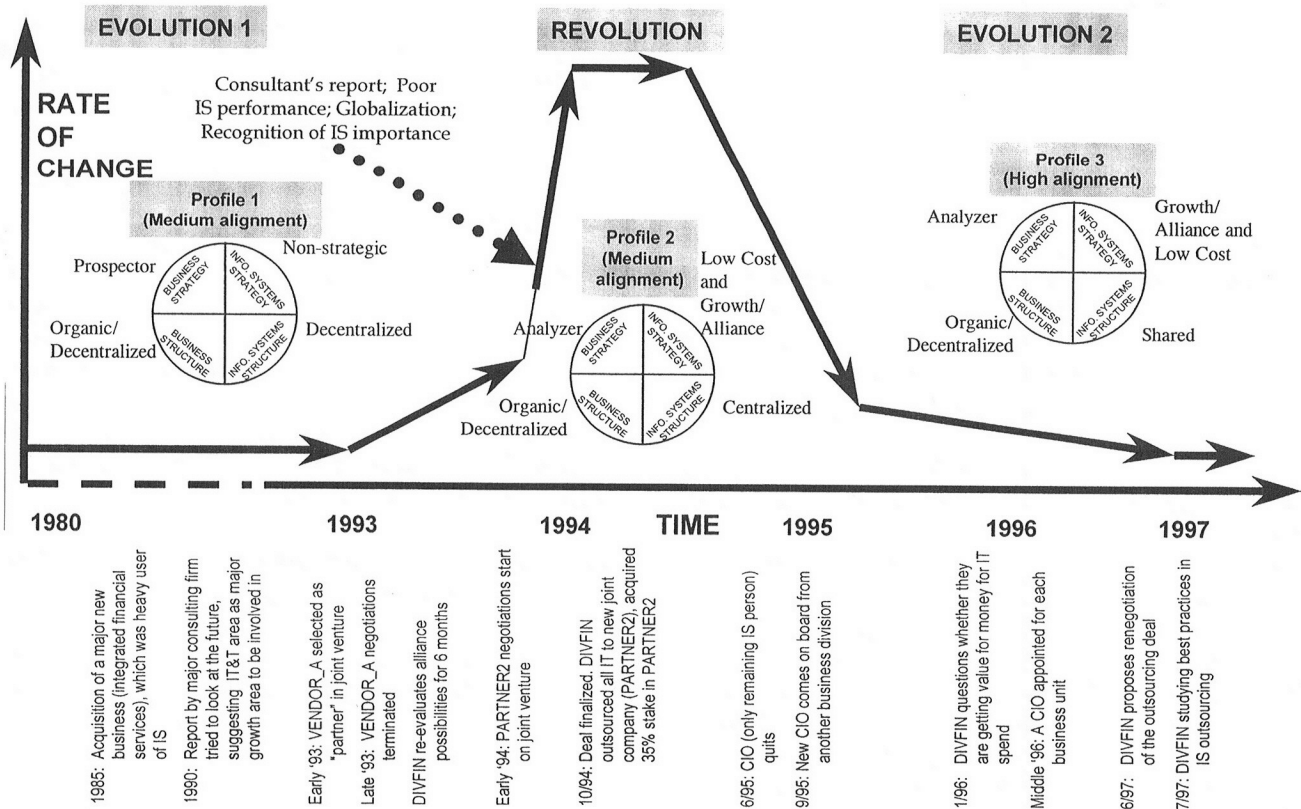 EVOLUTION 1
REVOLUTION
EVOLUTION 2
RATE
OF
CHANGE
Consultant's report; Poor
IS performance; Globalization;
Recognition of IS importance
Profile 1
(Medium alignment)
Prospector
Non-strategic
Organic/
Decentralized
Decentralized
BUSINESS
STRATEGY
INFO. SYSTEMS
STRATEGY
BUSINESS
STRUCTURE
INFO. SYSTEMS
STRUCTURE
Profile 2
(Medium
alignment)
Low Cost
and
Growth/
Alliance
Analyzer
Organic/
Decentralized
Centralized
BUSINESS
STRATEGY
INFO. SYSTEMS
STRATEGY
BUSINESS
STRUCTURE
INFO. SYSTEMS
STRUCTURE
Profile 3
(High alignment)
Analyzer
Growth/
Alliance and
Low Cost
Organic/
Decentralized
Shared
BUSINESS
STRATEGY
INFO. SYSTEMS
STRATEGY
BUSINESS
STRUCTURE
INFO. SYSTEMS
STRUCTURE
1980
1993
1994
TIME
1995
1996
1997
1985: Acquisition of a major new
business (integrated financial
services), which was heavy user
of IS
1990: Report by major consulting firm
tried to look at the future,
suggesting IT&T area as major
growth area to be involved in
Early '93: VENDOR_A selected as
"partner" in joint venture
Late '93: VENDOR_A negotiations
terminated
DIVFIN re-evaluates alliance
possibilities for 6 months
Early '94: PARTNER2 negotiations start
on joint venture
10/94: Deal finalized. DIVFIN
outsourced all IT to new joint
company (PARTNER2), acquired
35% stake in PARTNER2
6/95: CIO (only remaining IS person)
quits
9/95: New CIO comes on board from
another business division
1/96: DIVFIN questions whether they
are getting value for money for IT
spend
Middle '96: A CIO appointed for each
business unit
6/97: DIVFIN proposes renegotiation
of the outsourcing deal
7/97: DIVFIN studying best practices in
IS outsourcing